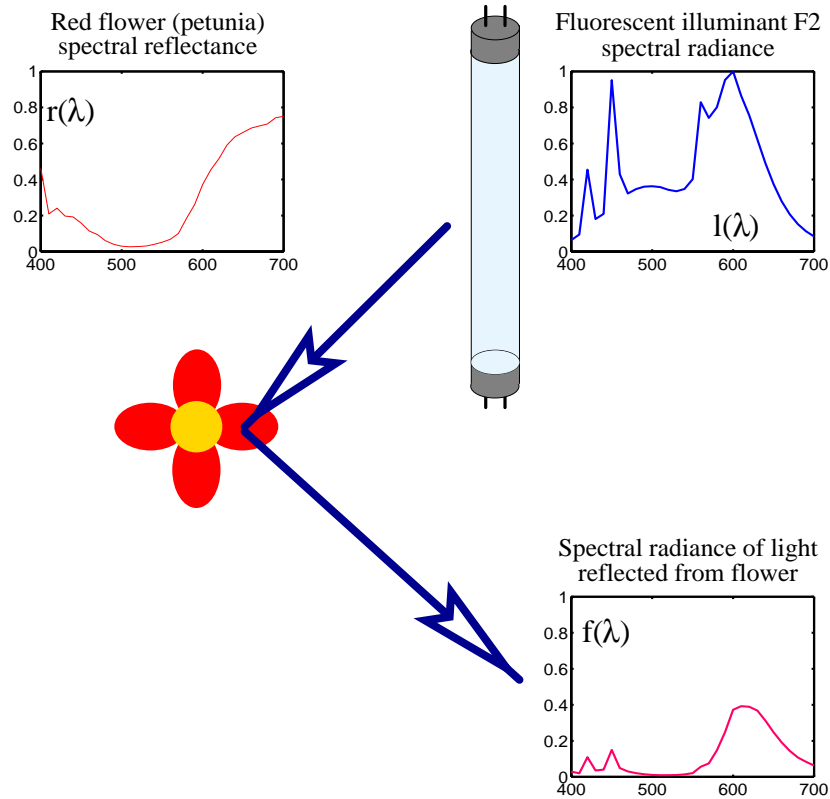 Red flower (petunia)
spectral reflectance
1
0.8
0.6
0.4
0.2
0
r(λ)
400 500 600 700
Fluorescent illuminant F2
spectral radiance
1
0.8
0.6
0.4
0.2
0
l(λ)
400 500 600 700
Spectral radiance of light
reflected from flower
1
0.8
0.6
0.4
0.2
0
f(λ)
400 500 600 700